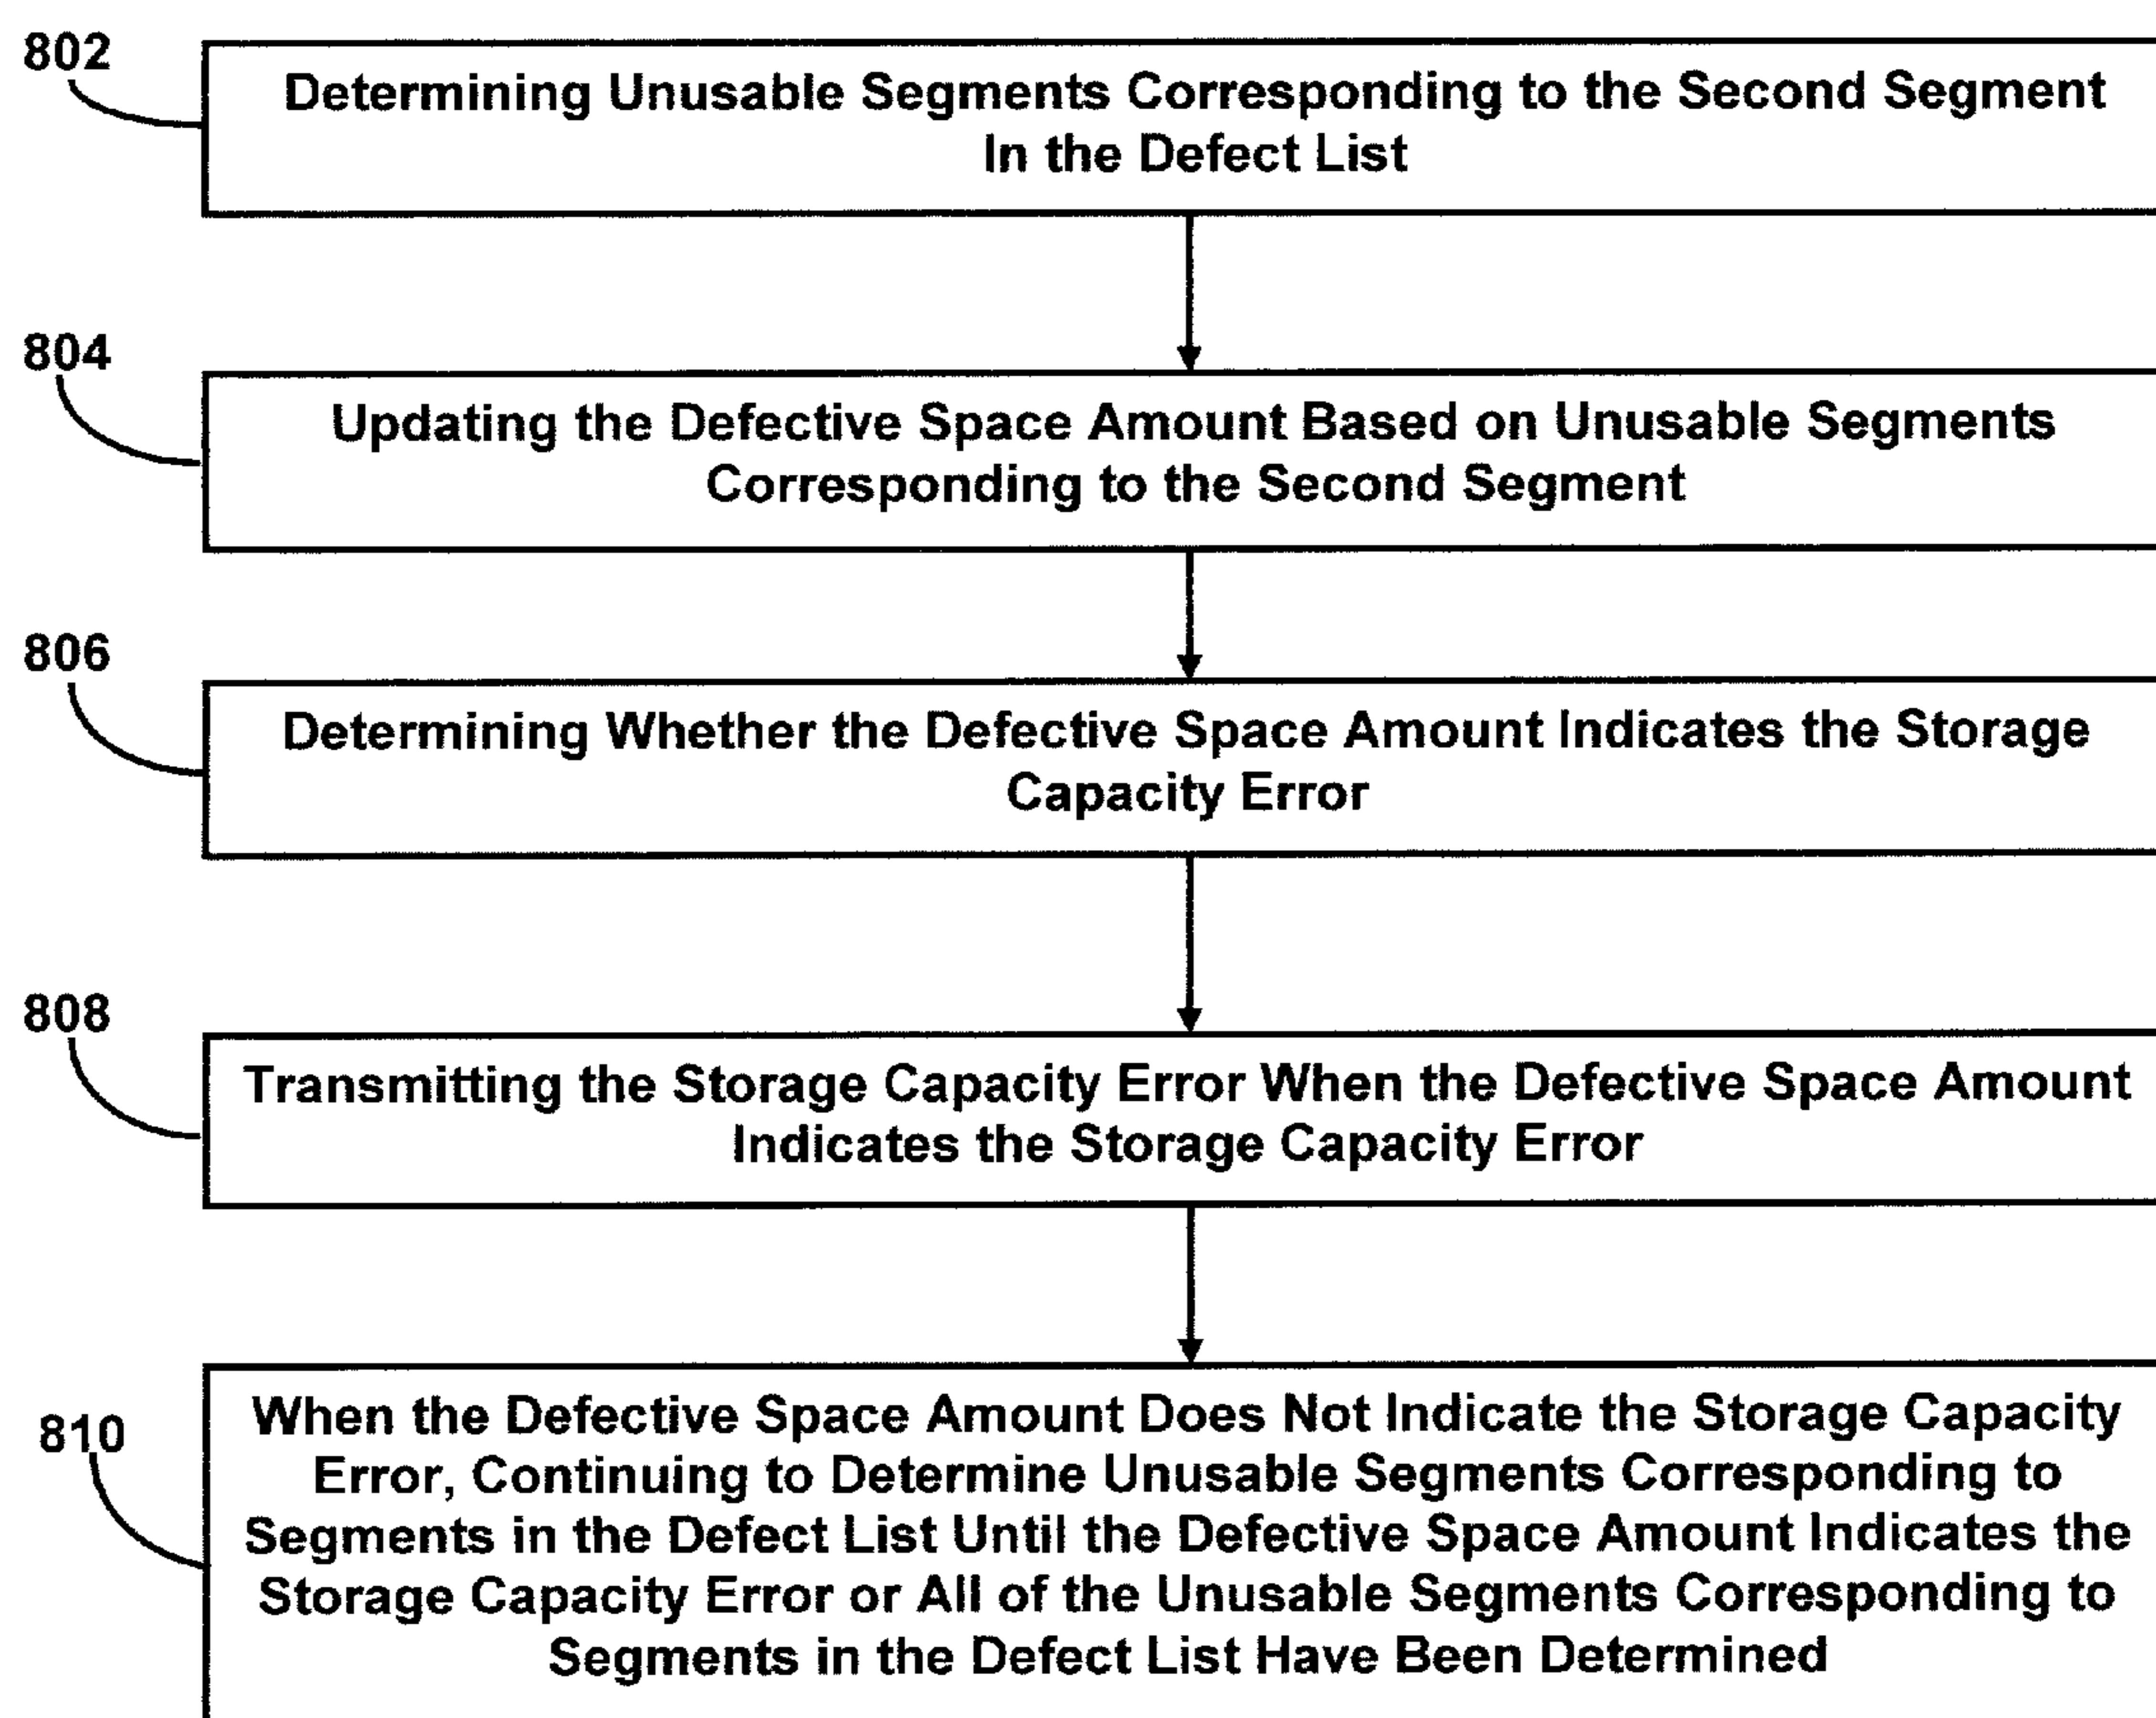 802
Determining Unusable Segments Corresponding to the Second Segment
In the Defect List
804
Updating the Defective Space Amount Based on Unusable Segments
Corresponding to the Second Segment
806
Determining Whether the Defective Space Amount Indicates the Storage
Capacity Error
808
Transmitting the Storage Capacity Error When the Defective Space Amount
Indicates the Storage Capacity Error
810
When the Defective Space Amount Does Not Indicate the Storage Capacity
Error, Continuing to Determine Unusable Segments Corresponding to
Segments in the Defect List Until the Defective Space Amount Indicates the
Storage Capacity Error or All of the Unusable Segments Corresponding to
Segments in the Defect List Have Been Determined